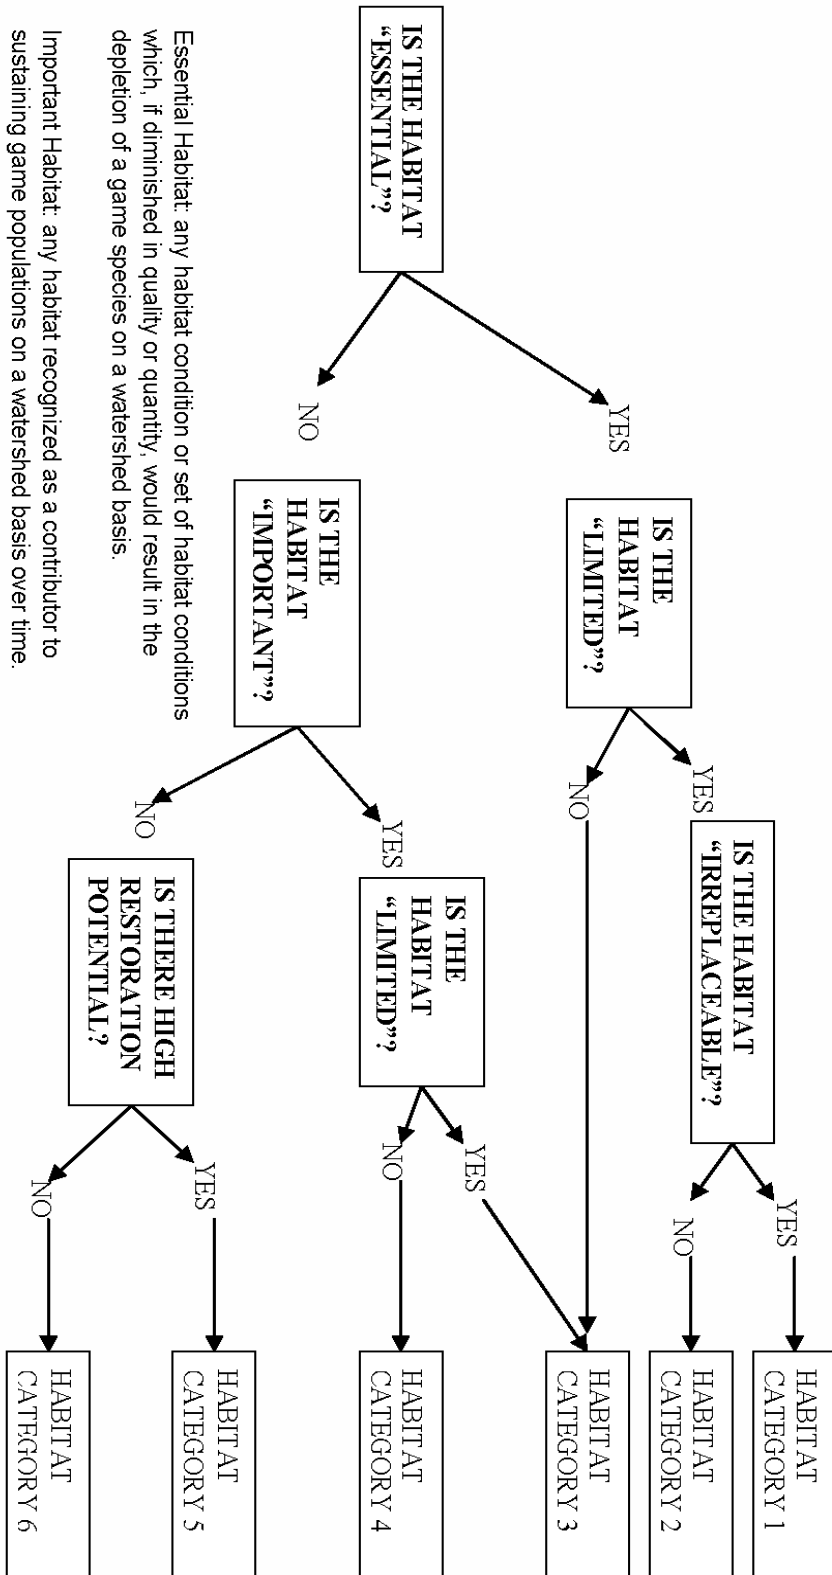 IS THE HABITAT
“ESSENTIAL”?
YES
NO
IS THE
HABITAT
“LIMITED”?
YES
NO
IS THE HABITAT
“IRREPLACEABLE”?
YES
NO
HABITAT
CATEGORY 1
HABITAT
CATEGORY 2
HABITAT
CATEGORY 3
IS THE
HABITAT
“IMPORTANT”?
YES
NO
IS THE
HABITAT
“LIMITED”?
YES
NO
HABITAT
CATEGORY 4
IS THERE HIGH
RESTORATION
POTENTIAL?
YES
NO
HABITAT
CATEGORY 5
HABITAT
CATEGORY 6
Essential Habitat: any habitat condition or set of habitat conditions
which, if diminished in quality or quantity, would result in the
depletion of a game species on a watershed basis.
Important Habitat: any habitat recognized as a contributor to
sustaining game populations on a watershed basis over time.